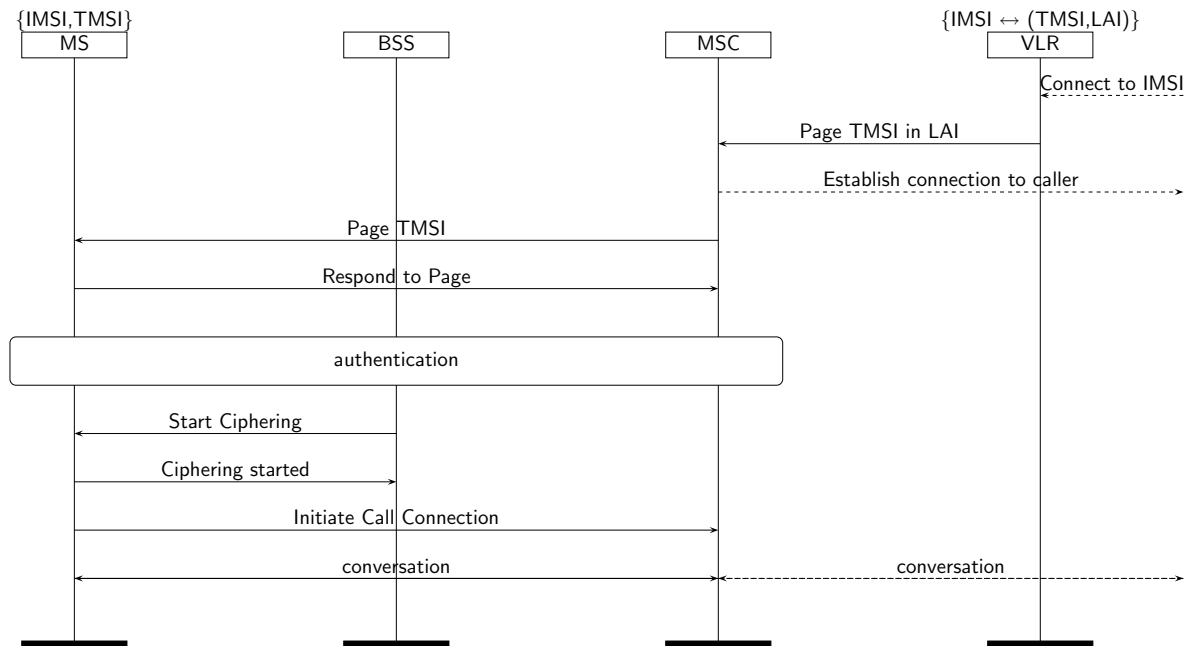 {IMSI,TMSI}
{IMSI ↔ (TMSI,LAI)}
MS
BSS
MSC
VLR
Connect to IMSI
Page TMSI in LAI
Establish connection to caller
Page TMSI
Respond to Page
authentication
Start Ciphering
Ciphering started
Initiate Call Connection
conversation
conversation